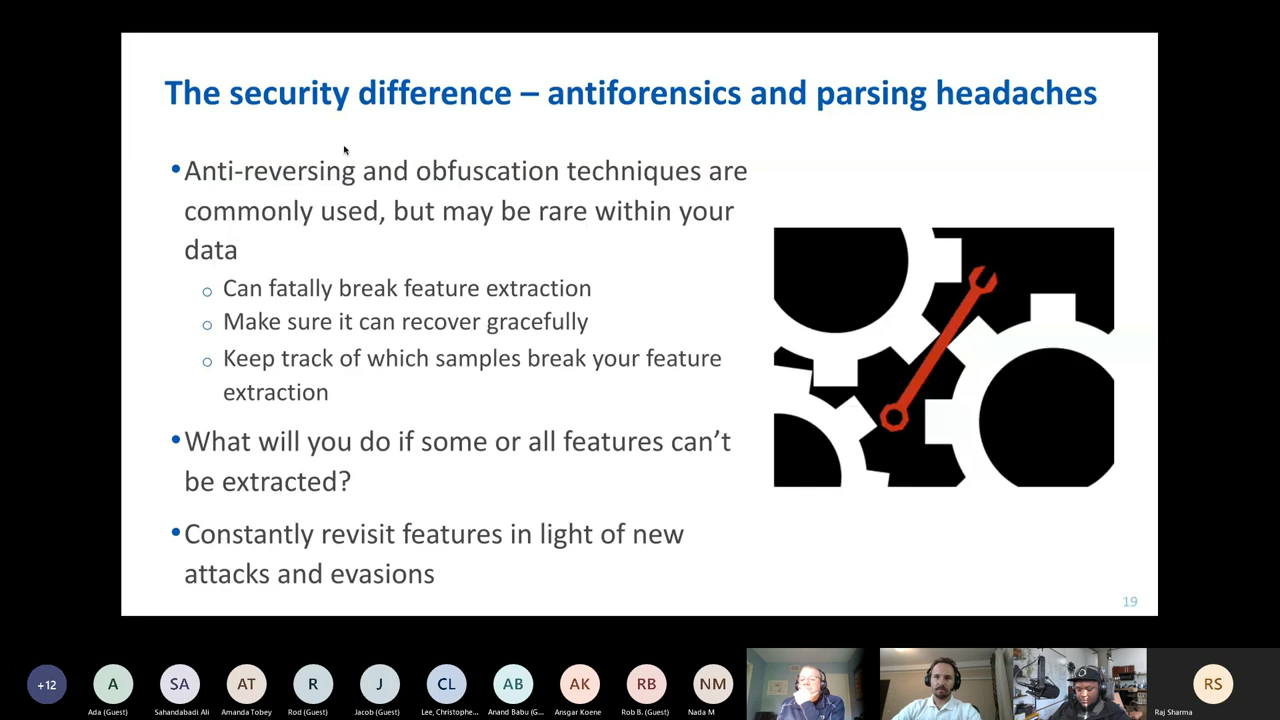 The security difference – antiforensics and parsing headaches
•Anti-reversing and obfuscation techniques are
commonly used, but may be rare within your
data
o Can fatally break feature extraction
o Make sure it can recover gracefully
o Keep track of which samples break your feature
extraction
•What will you do if some or all features can’t
be extracted?
•Constantly revisit features in light of new
attacks and evasions
19
+12 A SA AT R J CL AB AK RB NM RS
Ada (Guest) Sahandabadi Ali Amanda Tobey Rod (Guest) Jacob (Guest) Lee, Christophe... Anand Babu (G... Ansgar Koene Rob B. (Guest) Nada M Raj Sharma